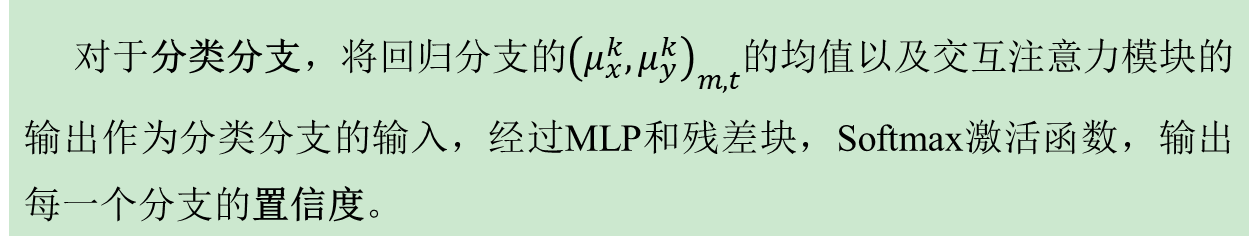 对于分类分支，将回归分支的(μₓᵏ, μᵧᵏ)ₘ,ₜ的均值以及交互注意力模块的
输出作为分类分支的输入，经过MLP和残差块，Softmax激活函数，输出
每一个分支的置信度。